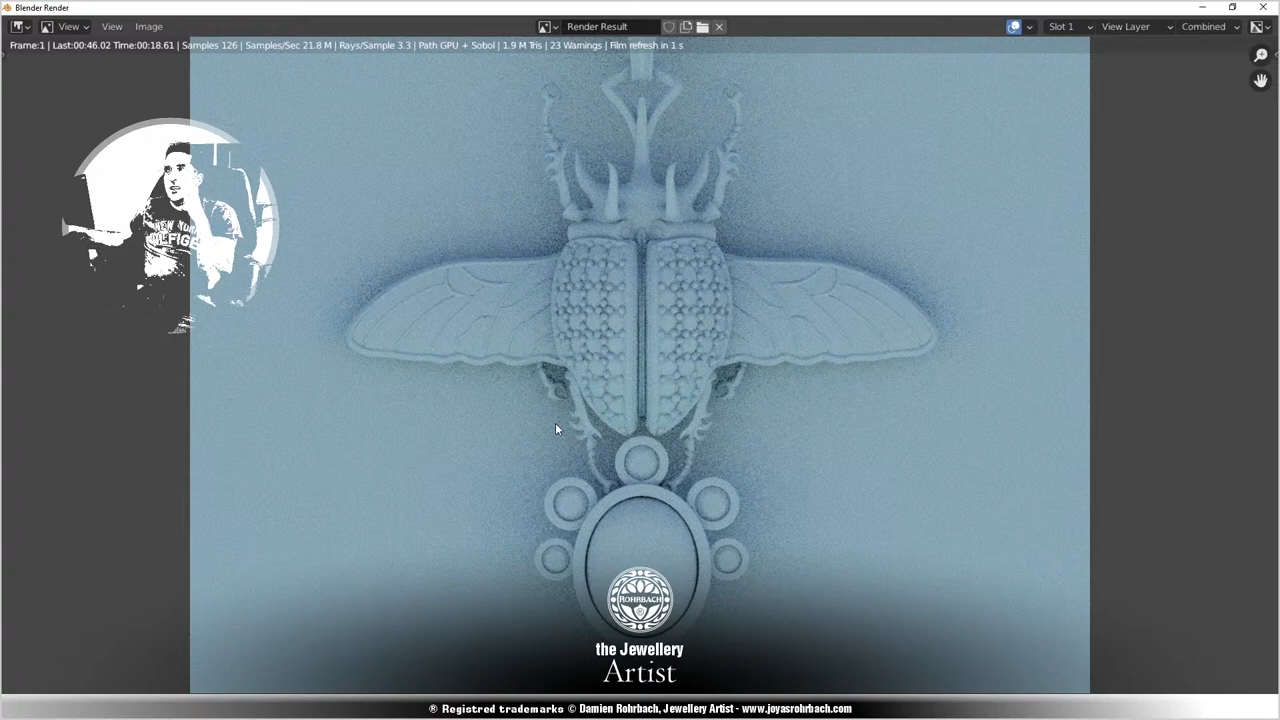 Blender Render
View
View
Image
Render Result
Slot 1
View Layer
Combined
Frame:1 | Last:00:46.02 Time:00:18.61 | Samples 126 | Samples/Sec 21.8 M | Rays/Sample 3.3 | Path GPU + Sobol | 1.9 M Tris | 23 Warnings | Film refresh in 1 s
NEW YORK
HILFIGE
ROHRBACH
the Jewellery
Artist
® Registred trademarks © Damien Rohrbach, Jewellery Artist - www.joyasrohrbach.com